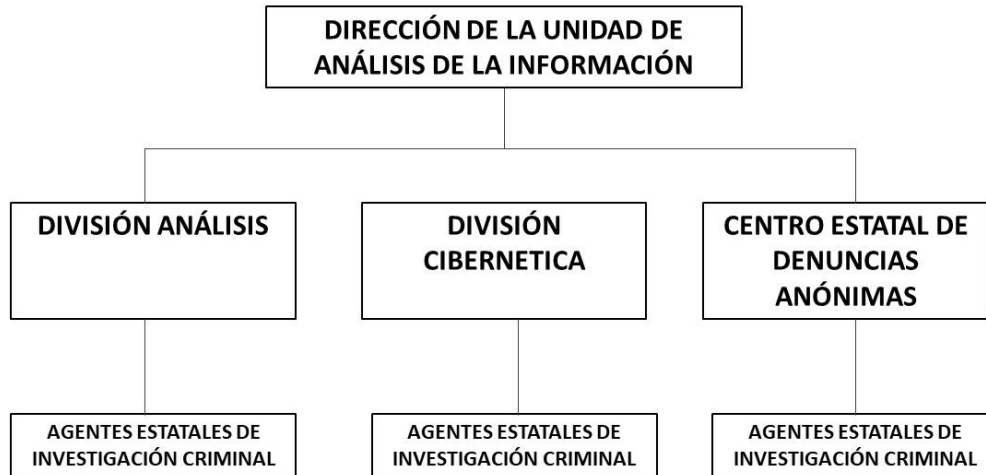 DIRECCIÓN DE LA UNIDAD DE
ANÁLISIS DE LA INFORMACIÓN
DIVISIÓN ANÁLISIS
DIVISIÓN
CIBERNETICA
CENTRO ESTATAL DE
DENUNCIAS
ANÓNIMAS
AGENTES ESTATALES DE
INVESTIGACIÓN CRIMINAL
AGENTES ESTATALES DE
INVESTIGACIÓN CRIMINAL
AGENTES ESTATALES DE
INVESTIGACIÓN CRIMINAL